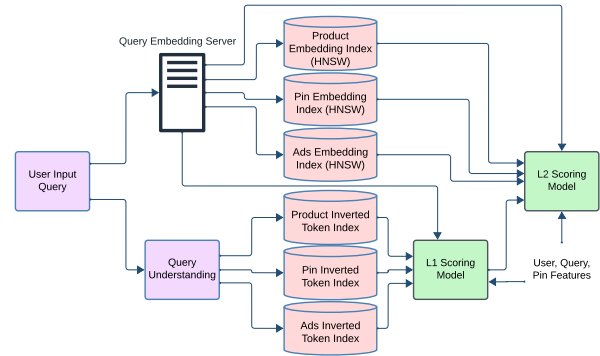 Query Embedding Server
Product
Embedding Index
(HNSW)
Pin Embedding
Index (HNSW)
Ads Embedding
Index (HNSW)
User Input
Query
L2 Scoring
Model
Product Inverted
Token Index
Query
Understanding
Pin Inverted
Token Index
L1 Scoring
Model
User, Query,
Pin Features
Ads Inverted
Token Index